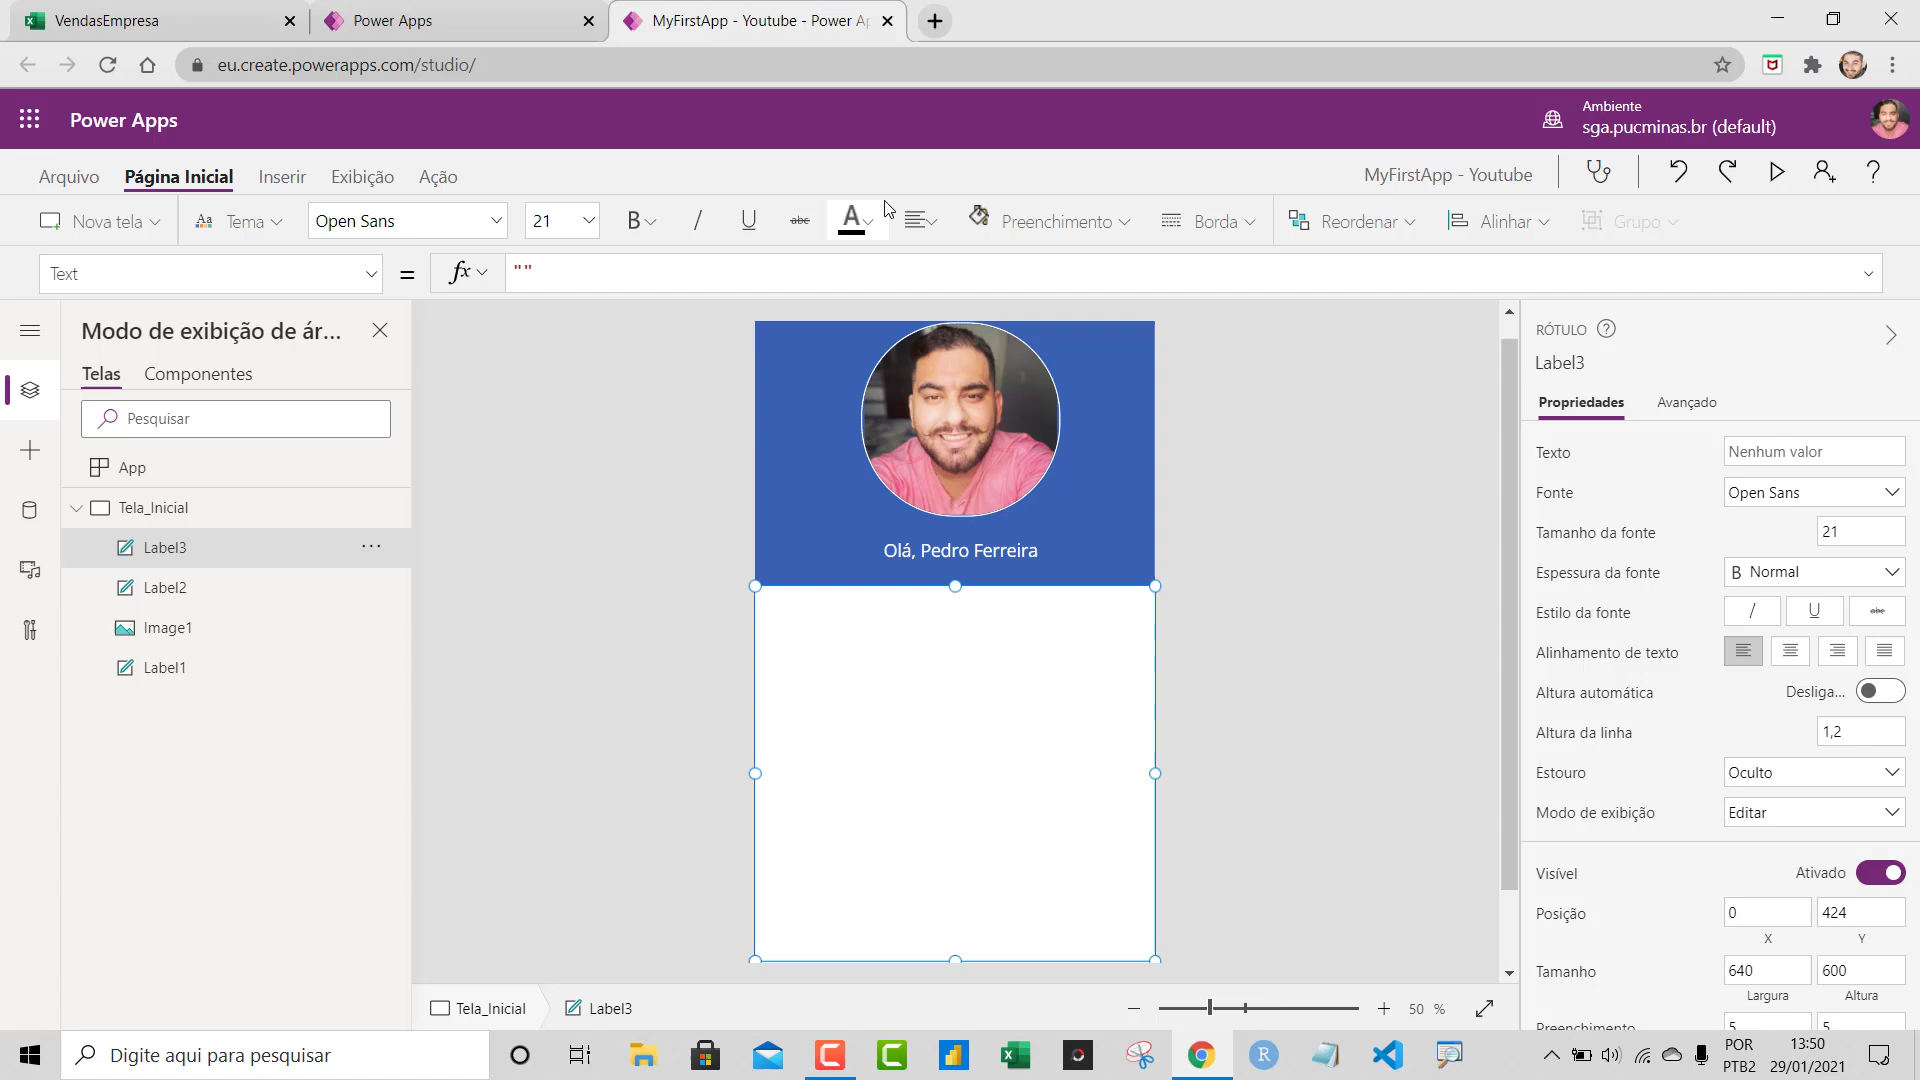 VendasEmpresa
Power Apps
MyFirstApp - Youtube - Power Ap
eu.create.powerapps.com/studio/
Power Apps
Ambiente
sga.pucminas.br (default)
Arquivo
Página Inicial
Inserir
Exibição
Ação
MyFirstApp - Youtube
Nova tela
Aa
Tema
Open Sans
21
B
/
U
abc
A
Preenchimento
Borda
Reordenar
Alinhar
Grupo
Text
=
fx
""
Modo de exibição de ár...
Telas
Componentes
Pesquisar
App
Tela_Inicial
Label3
...
Label2
Image1
Label1
Olá, Pedro Ferreira
RÓTULO
?
Label3
Propriedades
Avançado
Texto
Nenhum valor
Fonte
Open Sans
Tamanho da fonte
21
Espessura da fonte
B Normal
Estilo da fonte
/
U
abc
Alinhamento de texto
Altura automática
Desliga...
Altura da linha
1,2
Estouro
Oculto
Modo de exibição
Editar
Visível
Ativado
Posição
0
424
X
Y
Tamanho
640
600
Largura
Altura
Preenchimento
5
5
Tela_Inicial
Label3
50 %
Digite aqui para pesquisar
POR
PTB2
13:50
29/01/2021